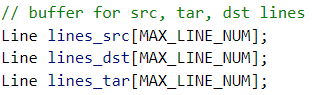 // buffer for src, tar, dst lines
Line lines_src[MAX_LINE_NUM];
Line lines_dst[MAX_LINE_NUM];
Line lines_tar[MAX_LINE_NUM];